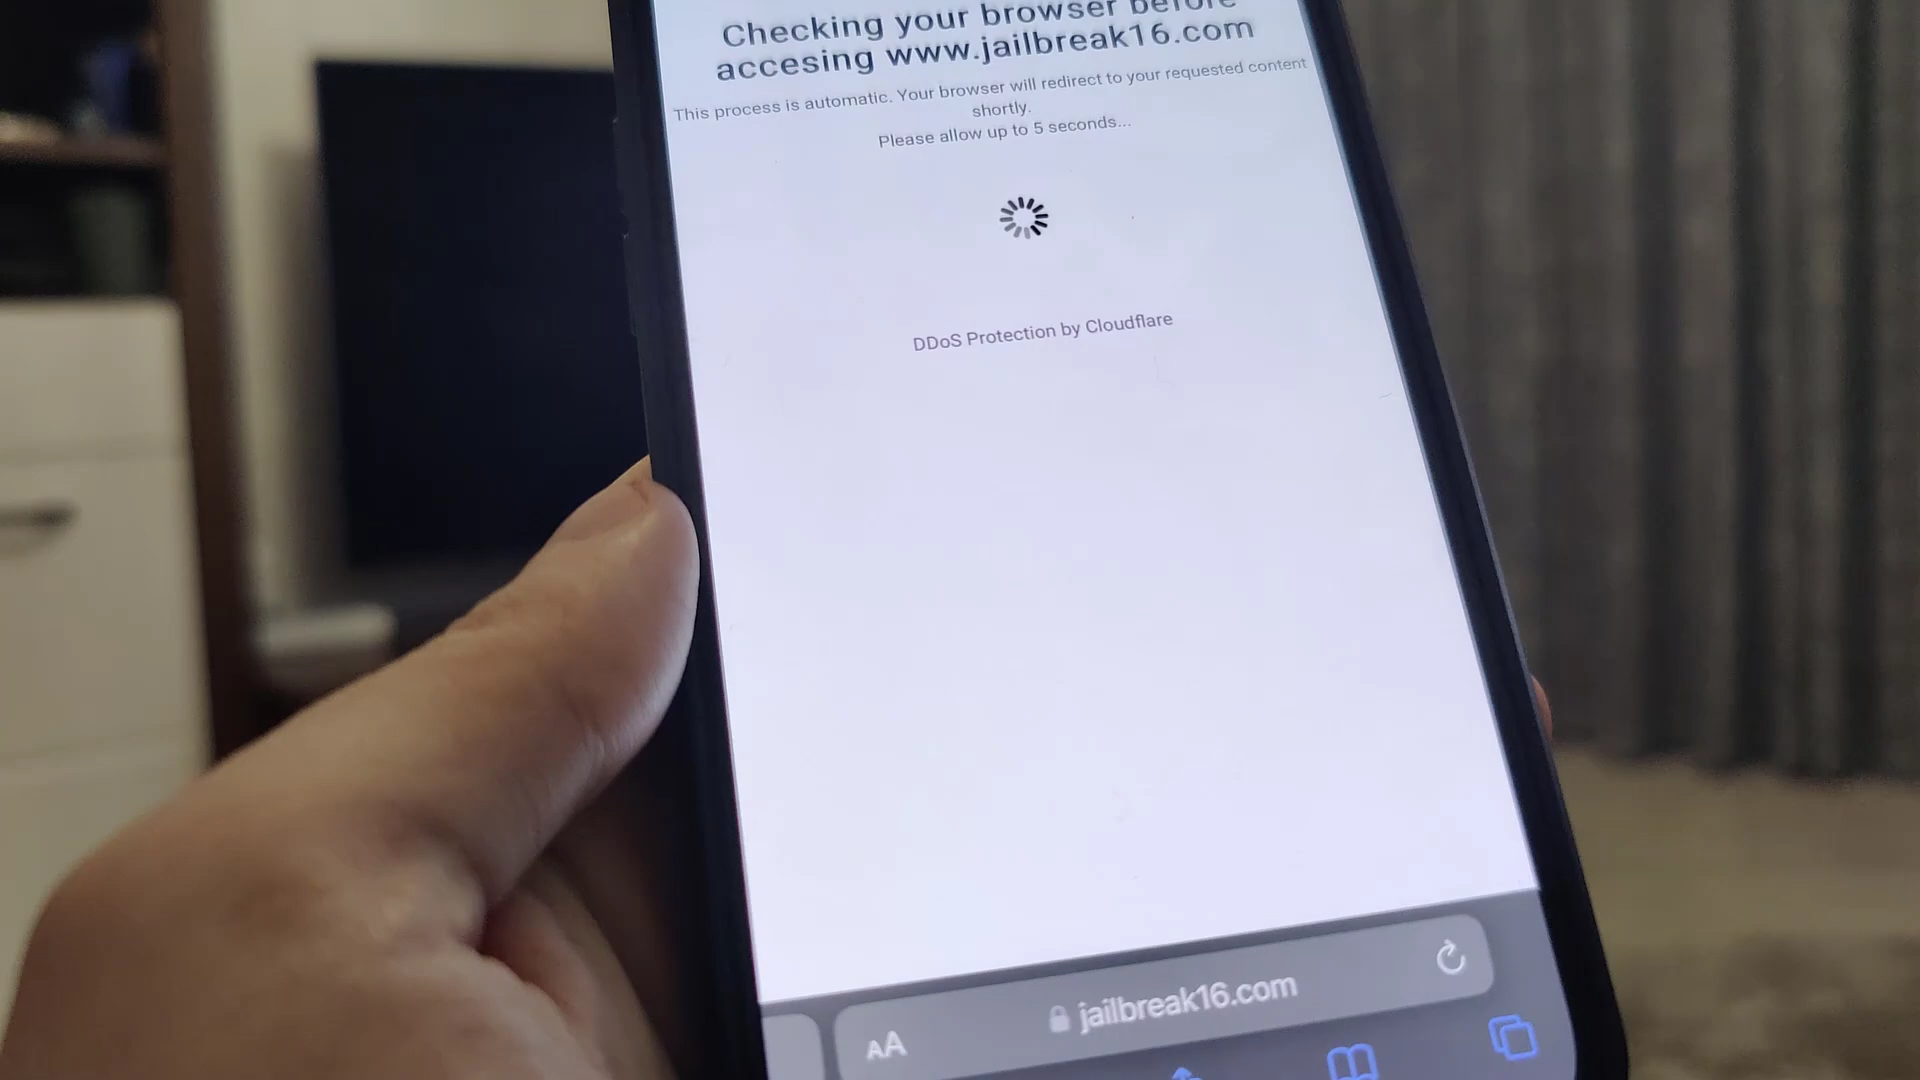 Checking your browser before
accesing www.jailbreak16.com
This process is automatic. Your browser will redirect to your requested content
shortly.
Please allow up to 5 seconds...
DDoS Protection by Cloudflare
AA jailbreak16.com